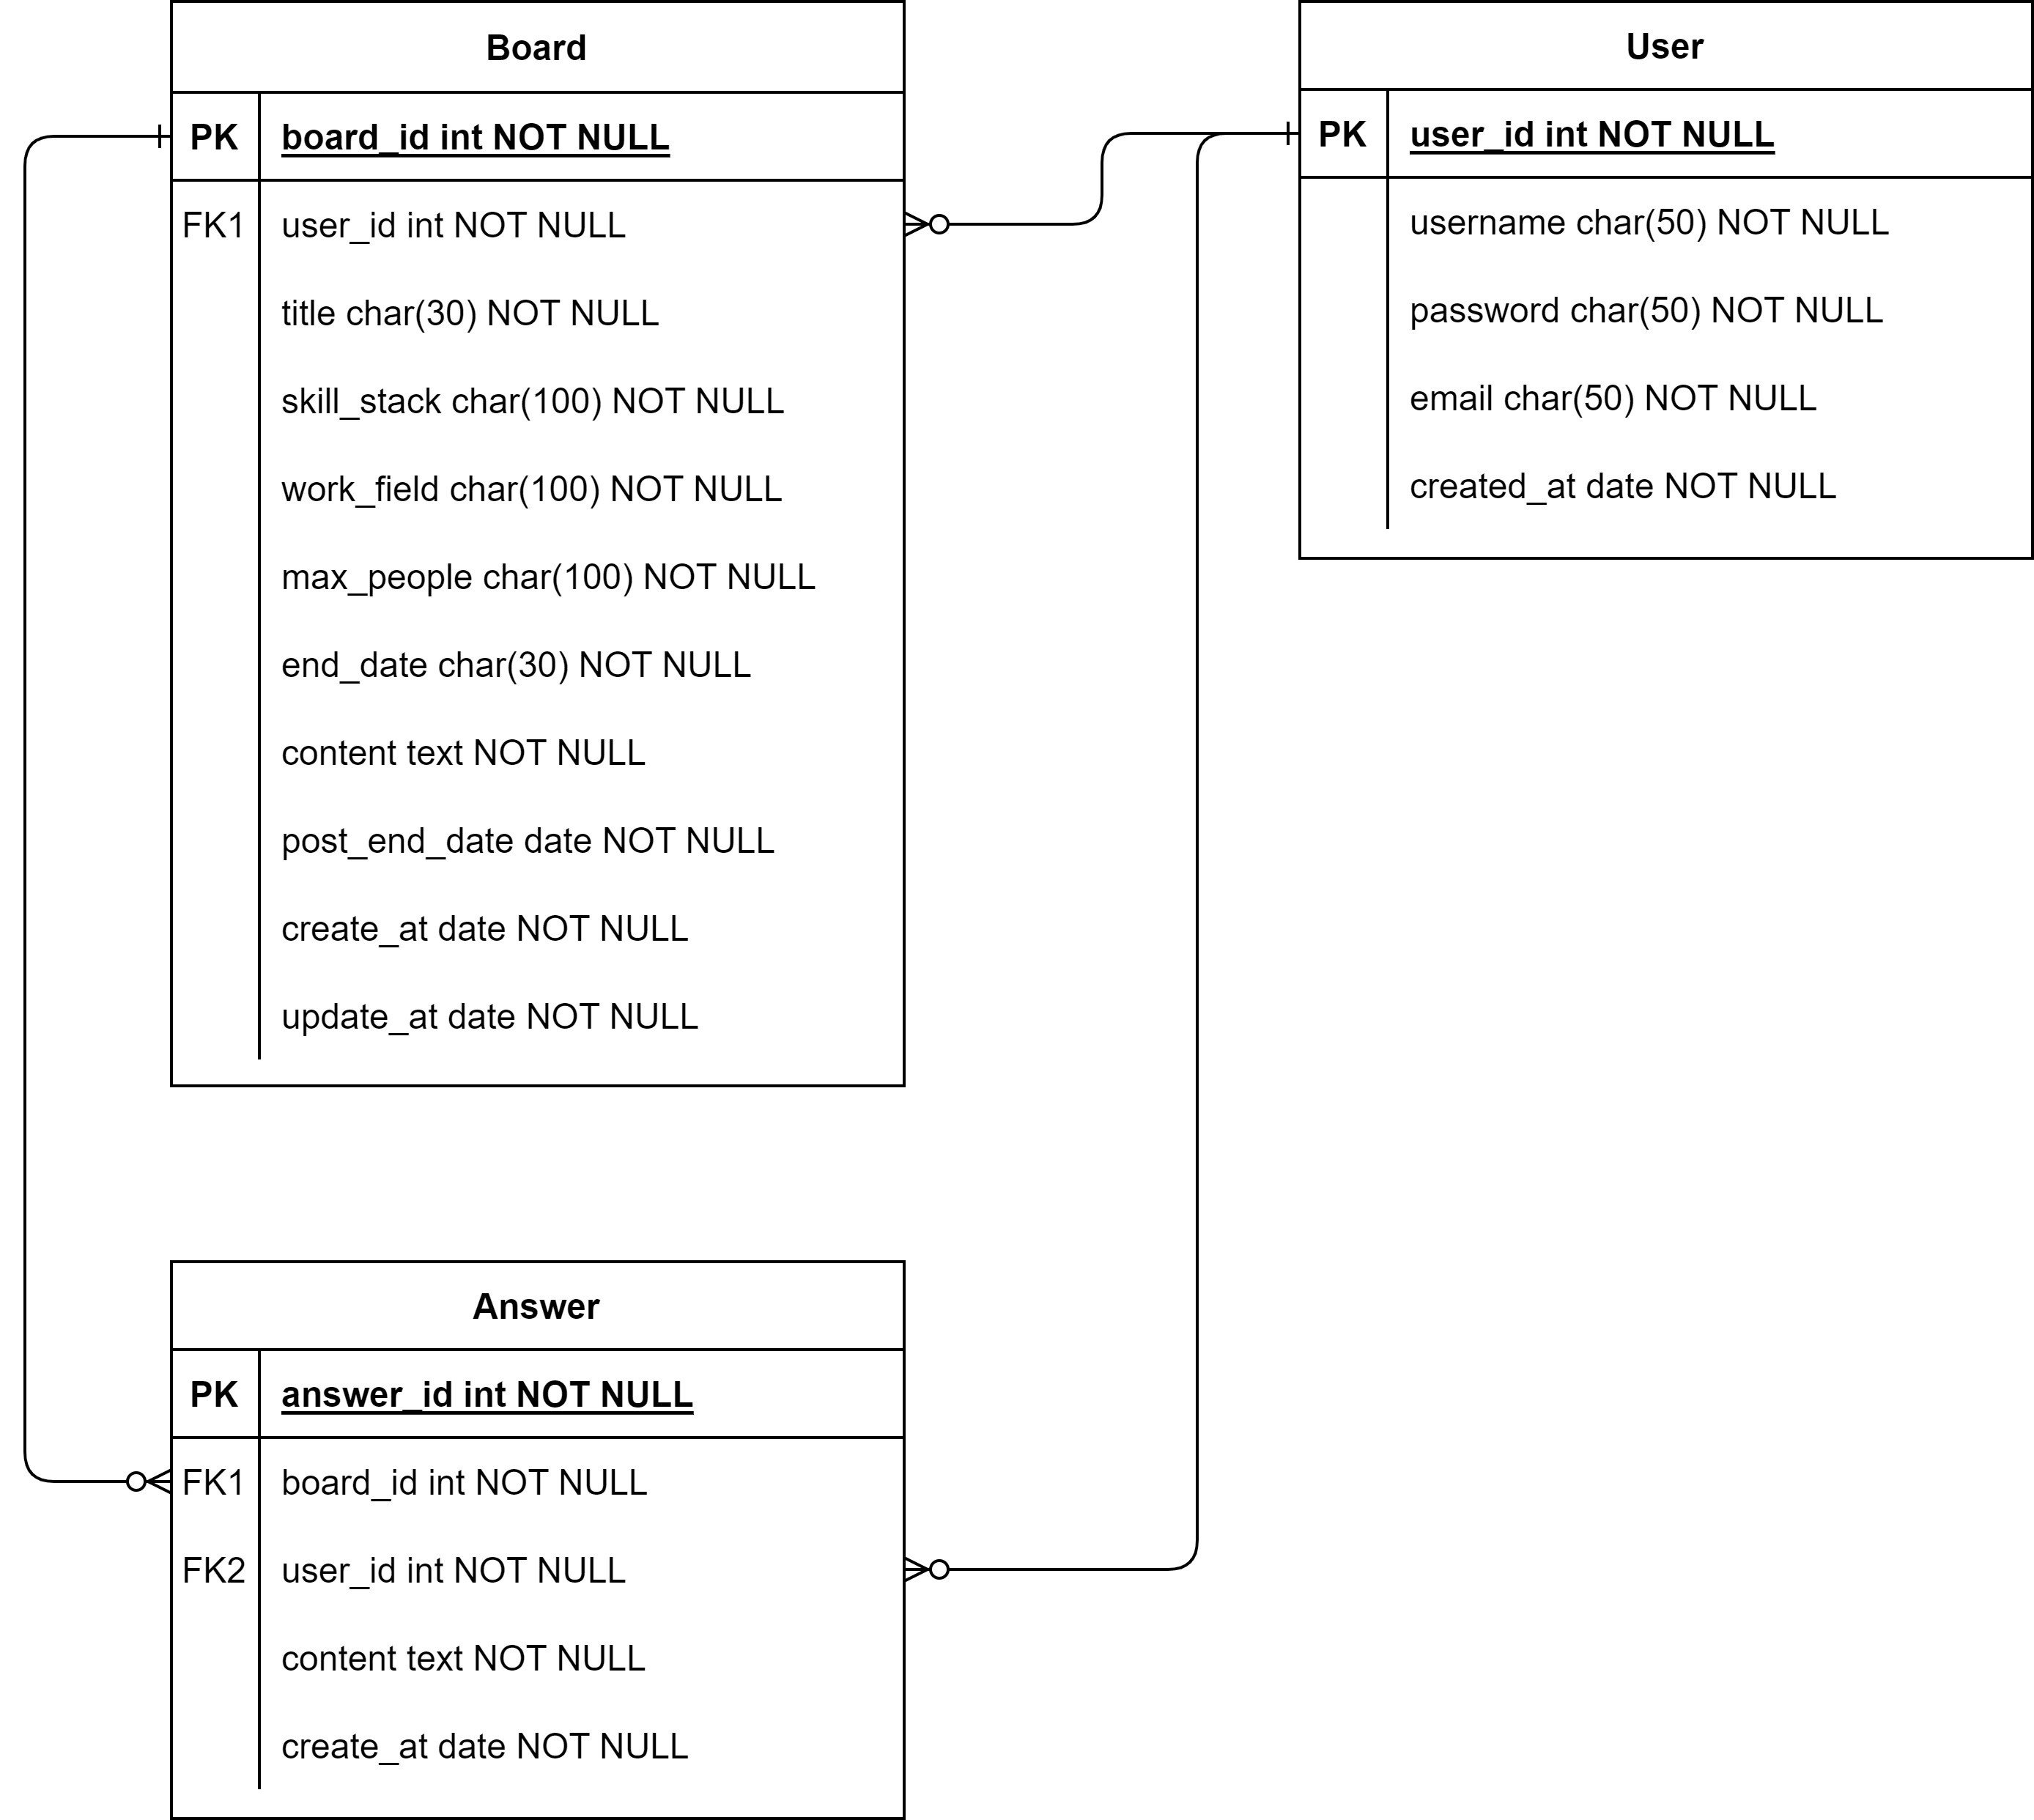 Board
PK board_id int NOT NULL
FK1 user_id int NOT NULL
title char(30) NOT NULL
skill_stack char(100) NOT NULL
work_field char(100) NOT NULL
max_people char(100) NOT NULL
end_date char(30) NOT NULL
content text NOT NULL
post_end_date date NOT NULL
create_at date NOT NULL
update_at date NOT NULL
User
PK user_id int NOT NULL
username char(50) NOT NULL
password char(50) NOT NULL
email char(50) NOT NULL
created_at date NOT NULL
Answer
PK answer_id int NOT NULL
FK1 board_id int NOT NULL
FK2 user_id int NOT NULL
content text NOT NULL
create_at date NOT NULL